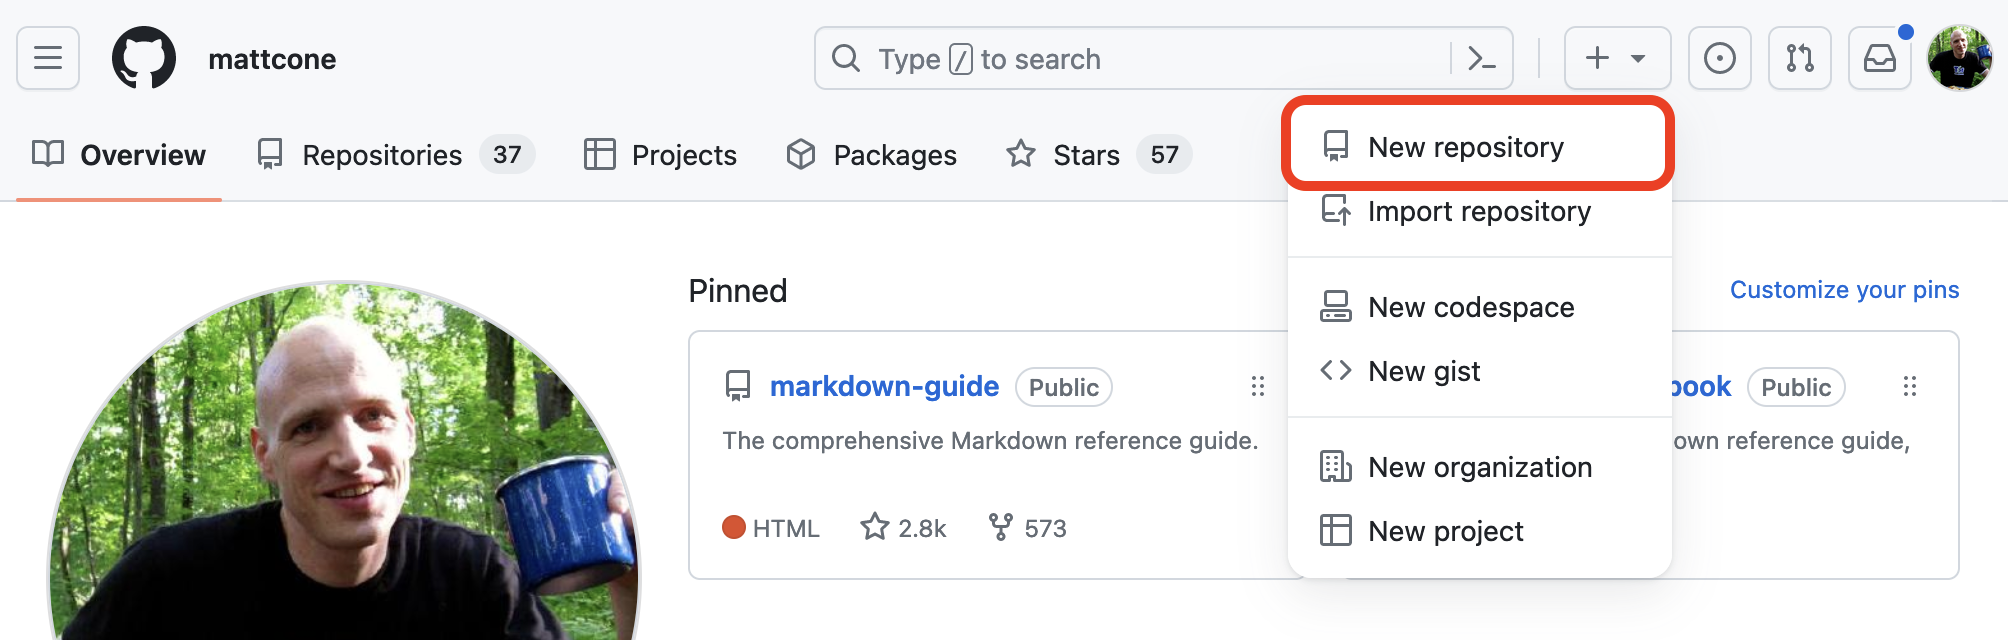 mattcone
Type / to search
Overview
Repositories 37
Projects
Packages
Stars 57
New repository
Import repository
New codespace
New gist
New organization
New project
Pinned
Customize your pins
markdown-guide Public
The comprehensive Markdown reference guide.
HTML 2.8k 573
book Public
own reference guide,